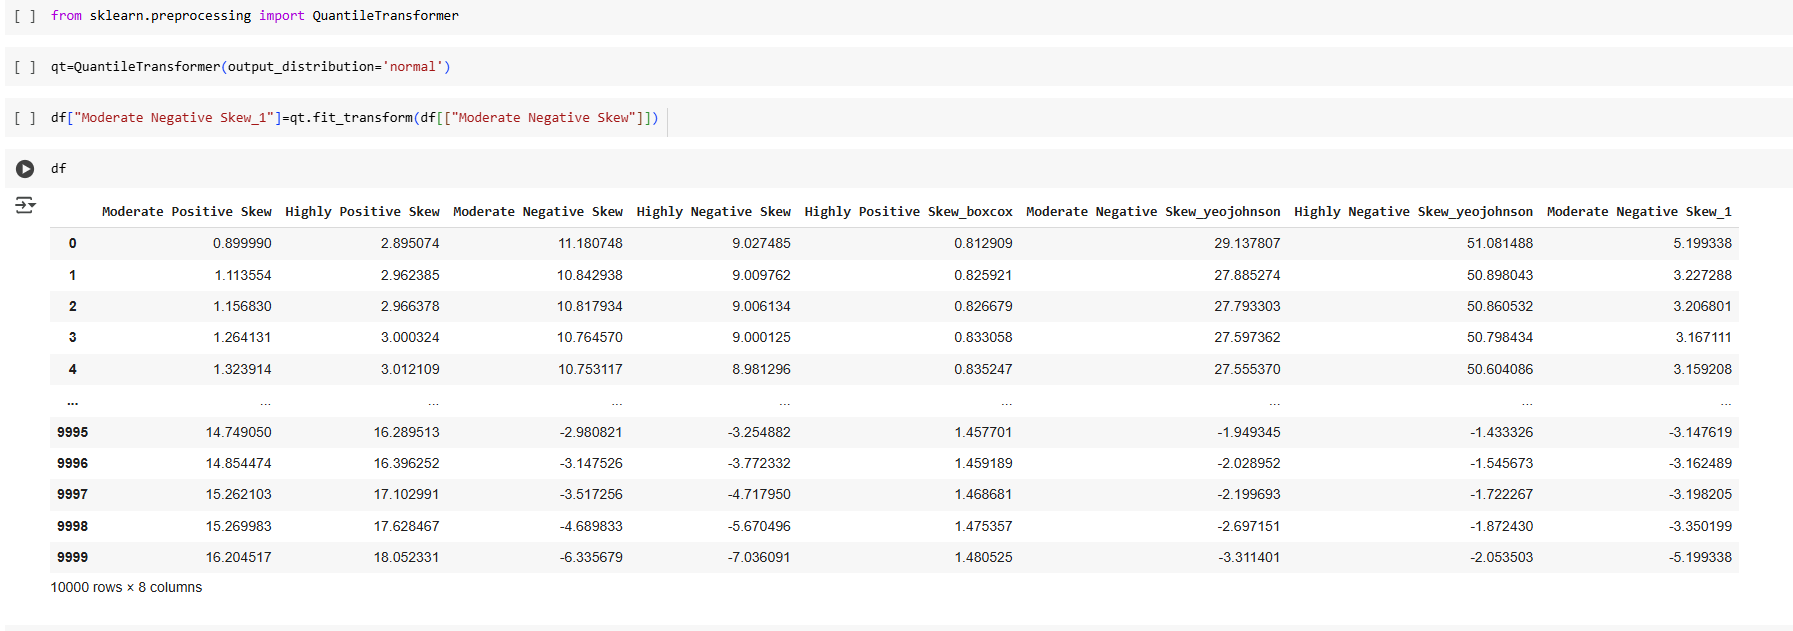 [ ] from sklearn.preprocessing import QuantileTransformer
[ ] qt=QuantileTransformer(output_distribution='normal')
[ ] df["Moderate Negative Skew_1"]=qt.fit_transform(df[["Moderate Negative Skew"]])
df
Moderate Positive Skew Highly Positive Skew Moderate Negative Skew Highly Negative Skew Highly Positive Skew_boxcox Moderate Negative Skew_yeojohnson Highly Negative Skew_yeojohnson Moderate Negative Skew_1
0 0.899990 2.895074 11.180748 9.027485 0.812909 29.137807 51.081488 5.199338
1 1.113554 2.962385 10.842938 9.009762 0.825921 27.885274 50.898043 3.227288
2 1.156830 2.966378 10.817934 9.006134 0.826679 27.793303 50.860532 3.206801
3 1.264131 3.000324 10.764570 9.000125 0.833058 27.597362 50.798434 3.167111
4 1.323914 3.012109 10.753117 8.981296 0.835247 27.555370 50.604086 3.159208
... ... ... ... ... ... ... ... ...
9995 14.749050 16.289513 -2.980821 -3.254882 1.457701 -1.949345 -1.433326 -3.147619
9996 14.854474 16.396252 -3.147526 -3.772332 1.459189 -2.028952 -1.545673 -3.162489
9997 15.262103 17.102991 -3.517256 -4.717950 1.468681 -2.199693 -1.722267 -3.198205
9998 15.269983 17.628467 -4.689833 -5.670496 1.475357 -2.697151 -1.872430 -3.350199
9999 16.204517 18.052331 -6.335679 -7.036091 1.480525 -3.311401 -2.053503 -5.199338
10000 rows × 8 columns